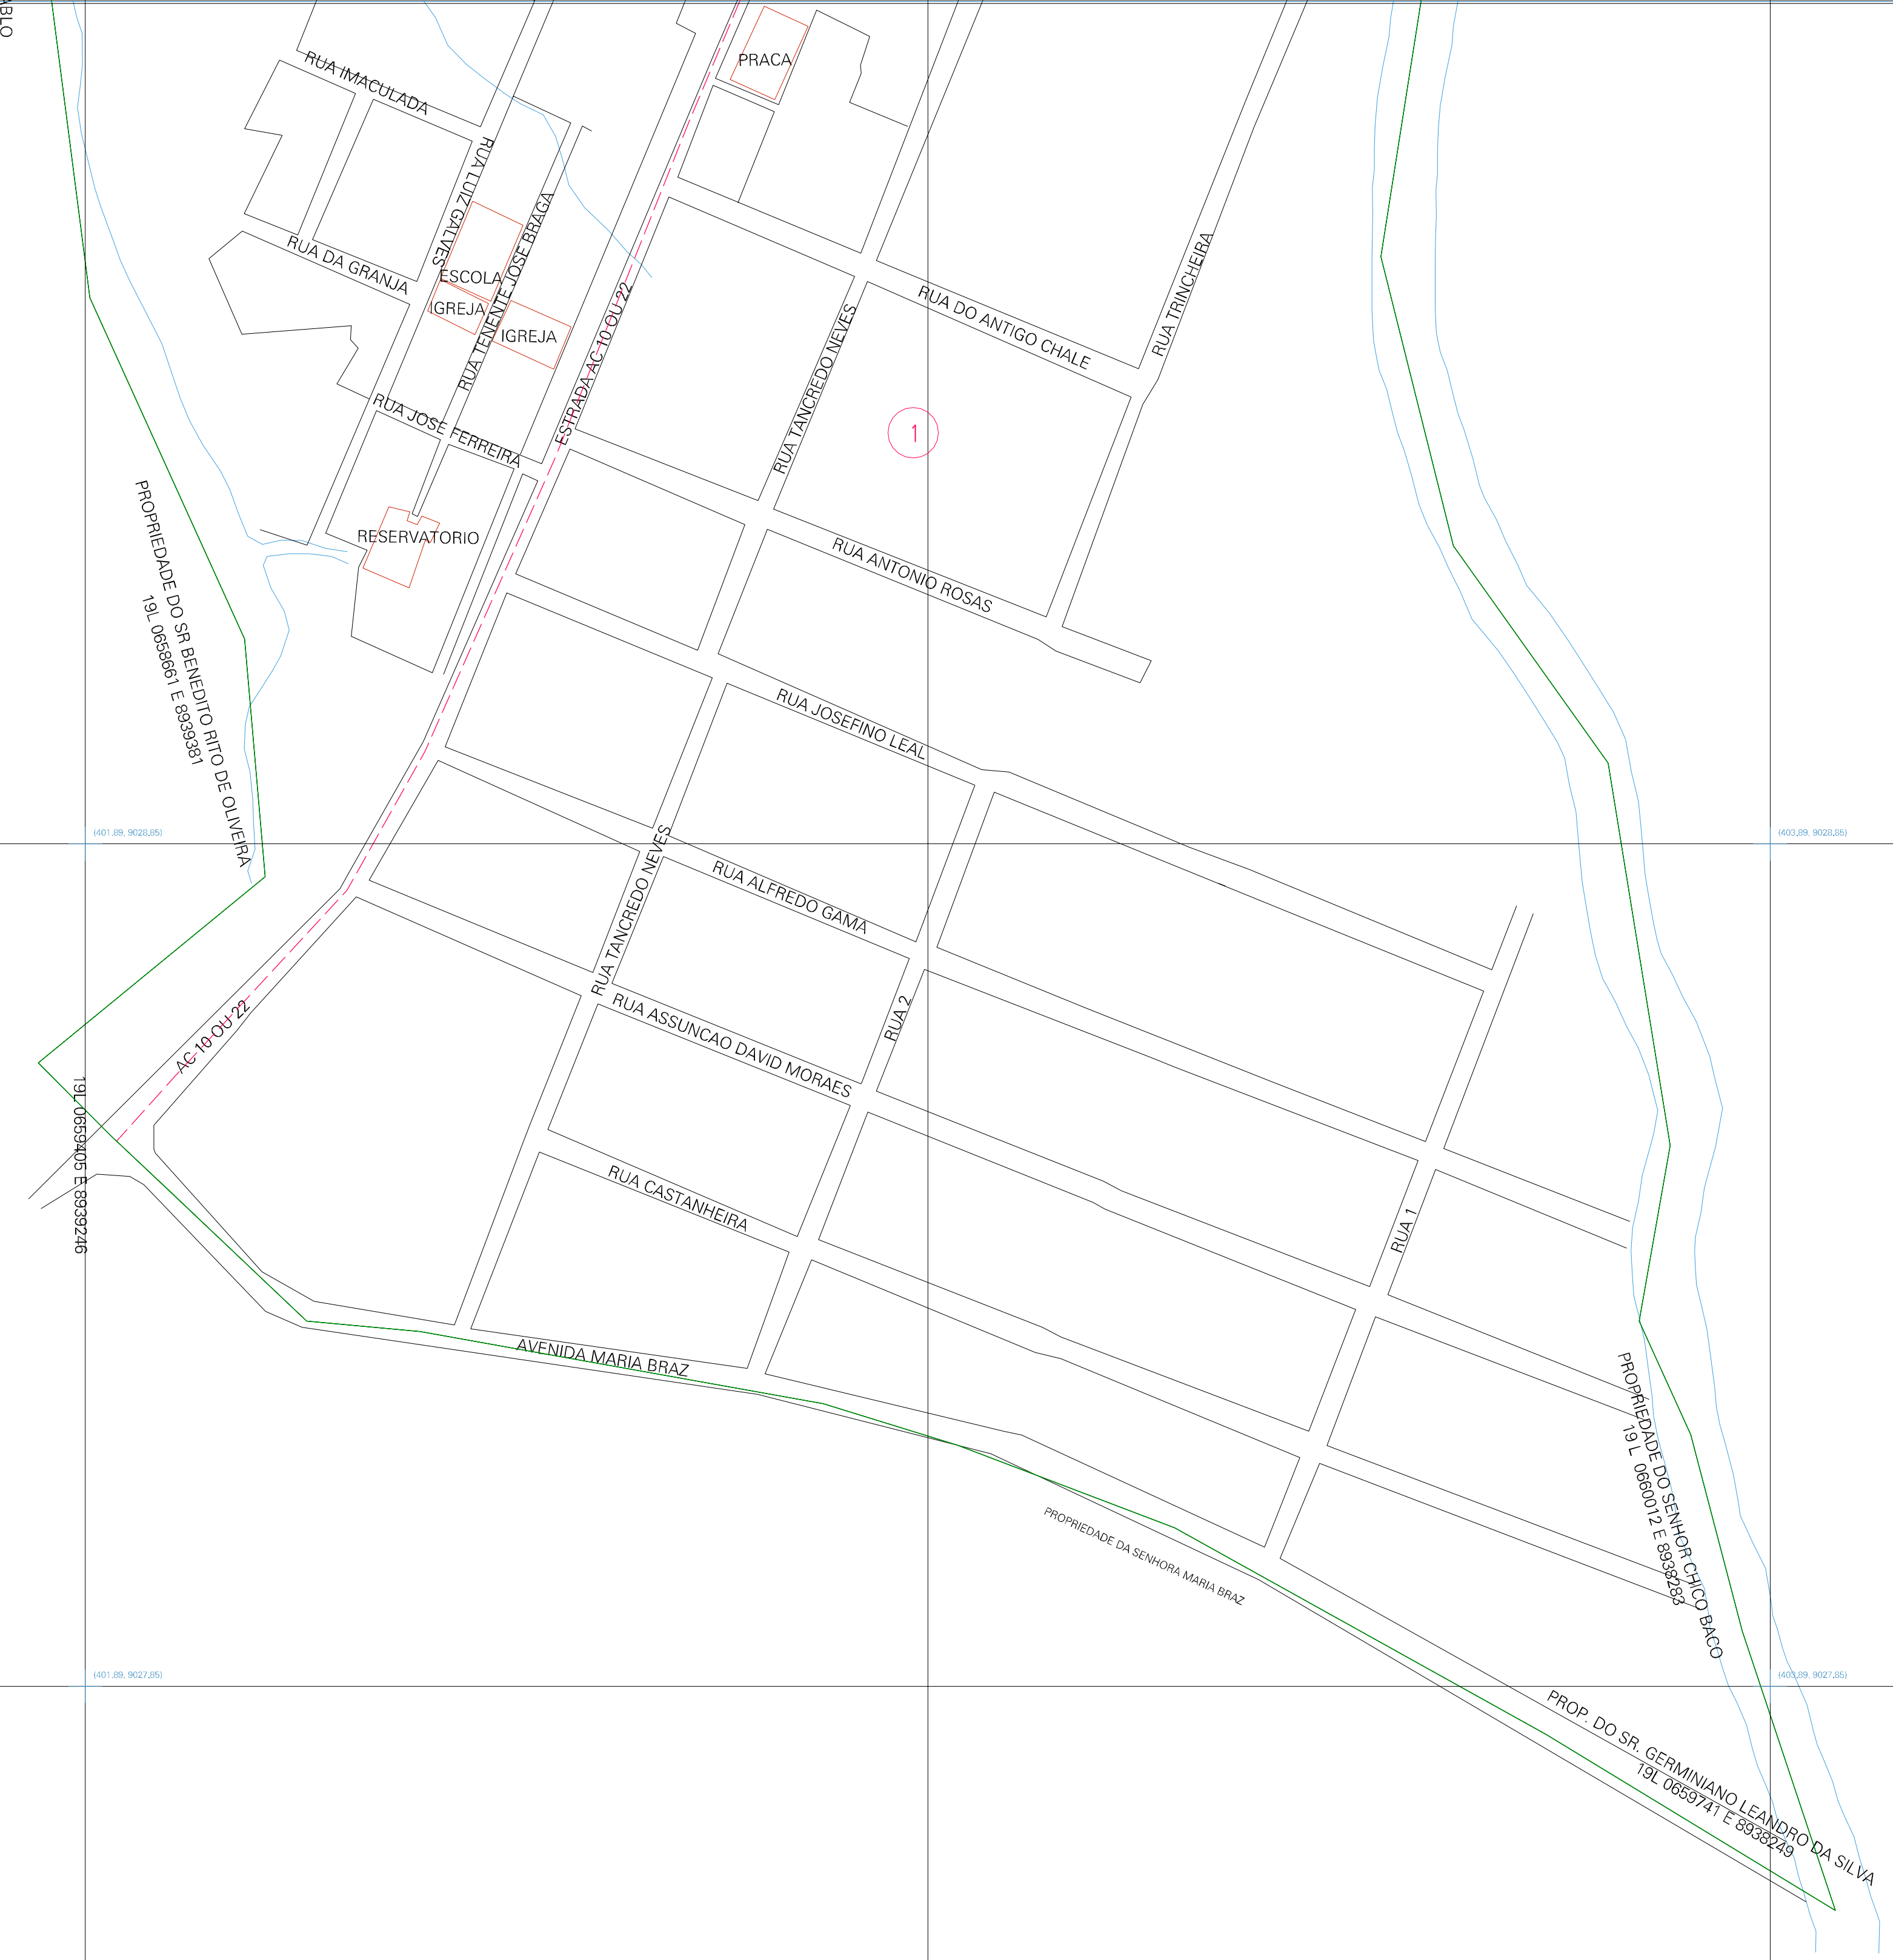 ABLO
PRACA
RUA IMACULADA
RUA LUIZ GALVES
RUA TENENTE JOSE BRAGA
RUA DA GRANJA
ESCOLA
IGREJA
IGREJA
ESTRADA AC 10 OU 22
RUA TRINCHEIRA
RUA DO ANTIGO CHALE
RUA TANCREDO NEVES
RUA JOSE FERREIRA
1
RESERVATORIO
RUA ANTONIO ROSAS
PROPRIEDADE DO SR BENEDITO RITO DE OLIVEIRA
19L 0658661 E 8939381
RUA JOSEFINO LEAL
(401.89, 9028.85)
(403.89, 9028.85)
RUA TANCREDO NEVES
RUA ALFREDO GAMA
AC 10 OU 22
RUA ASSUNCAO DAVID MORAES
RUA 2
19L 0659405 E 8939246
RUA CASTANHEIRA
RUA 1
AVENIDA MARIA BRAZ
PROPRIEDADE DO SENHOR CHICO BACO
19 L 0660012 E 8938283
PROPRIEDADE DA SENHORA MARIA BRAZ
(401.89, 9027.85)
(403.89, 9027.85)
PROP. DO SR. GERMINIANO LEANDRO DA SILVA
19L 0659741 E 8938249